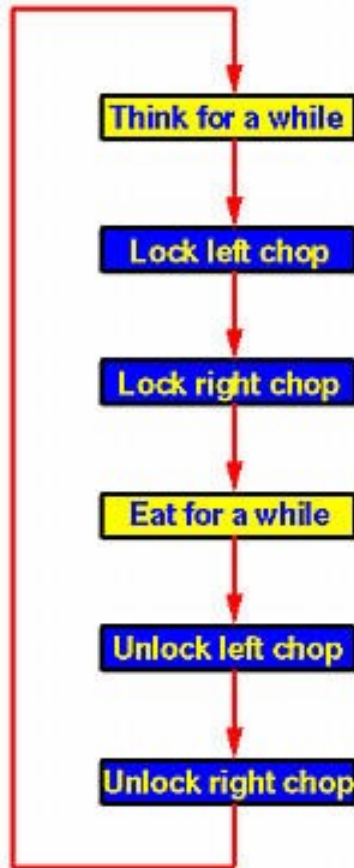 Think for a while
Lock left chop
Lock right chop
Eat for a while
Unlock left chop
Unlock right chop